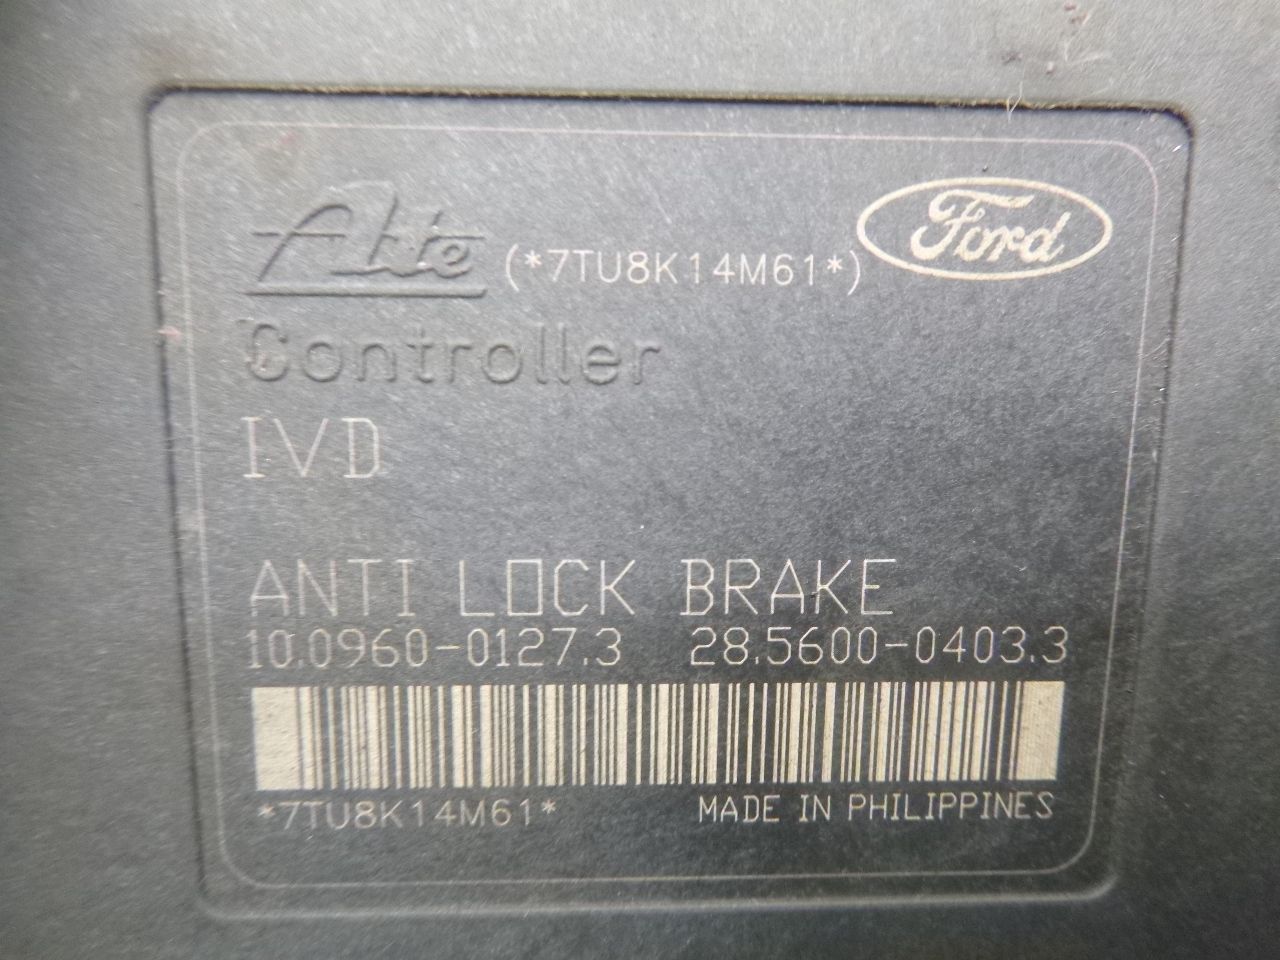 Ate (*7TU8K14M61*) Ford
Controller
IVD
ANTI LOCK BRAKE
10.0960-0127.3 28.5600-0403.3
*7TU8K14M61* MADE IN PHILIPPINES